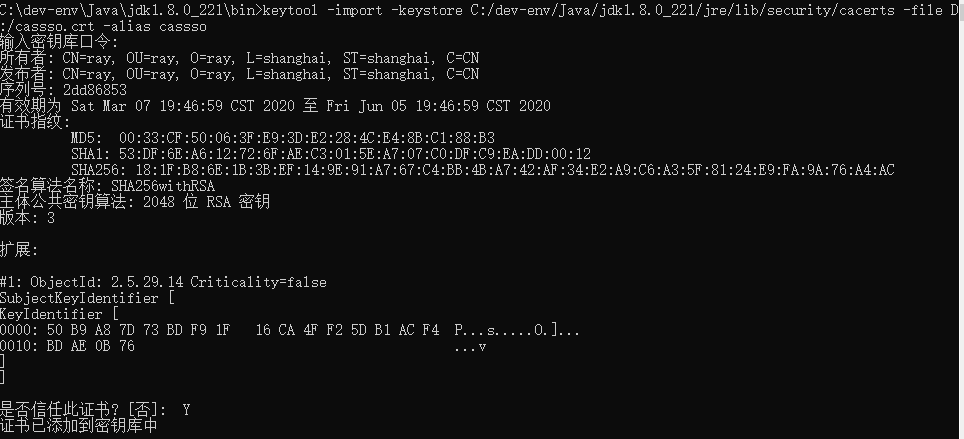 C:\dev-env\Java\jdk1.8.0_221\bin>keytool -import -keystore C:/dev-env/Java/jdk1.8.0_221/jre/lib/security/cacerts -file D
:/cassso.crt -alias cassso
输入密钥库口令:
所有者: CN=ray, OU=ray, O=ray, L=shanghai, ST=shanghai, C=CN
发布者: CN=ray, OU=ray, O=ray, L=shanghai, ST=shanghai, C=CN
序列号: 2dd86853
有效期为 Sat Mar 07 19:46:59 CST 2020 至 Fri Jun 05 19:46:59 CST 2020
证书指纹:
MD5:  00:33:CF:50:06:3F:E9:3D:E2:28:4C:E4:8B:C1:88:B3
SHA1: 53:DF:6E:A6:12:72:6F:AE:C3:01:5E:A7:07:C0:DF:C9:EA:DD:00:12
SHA256: 18:1F:B8:6E:1B:3B:EF:14:9E:91:A7:67:C4:BB:4B:A7:42:AF:34:E2:A9:C6:A3:5F:81:24:E9:FA:9A:76:A4:AC
签名算法名称: SHA256withRSA
主体公共密钥算法: 2048 位 RSA 密钥
版本: 3
扩展:
#1: ObjectId: 2.5.29.14 Criticality=false
SubjectKeyIdentifier [
KeyIdentifier [
0000: 50 B9 A8 7D 73 BD F9 1F   16 CA 4F F2 5D B1 AC F4  P...s.....O.]...
0010: BD AE 0B 76                                        ...v
]
]
是否信任此证书? [否]:  Y
证书已添加到密钥库中